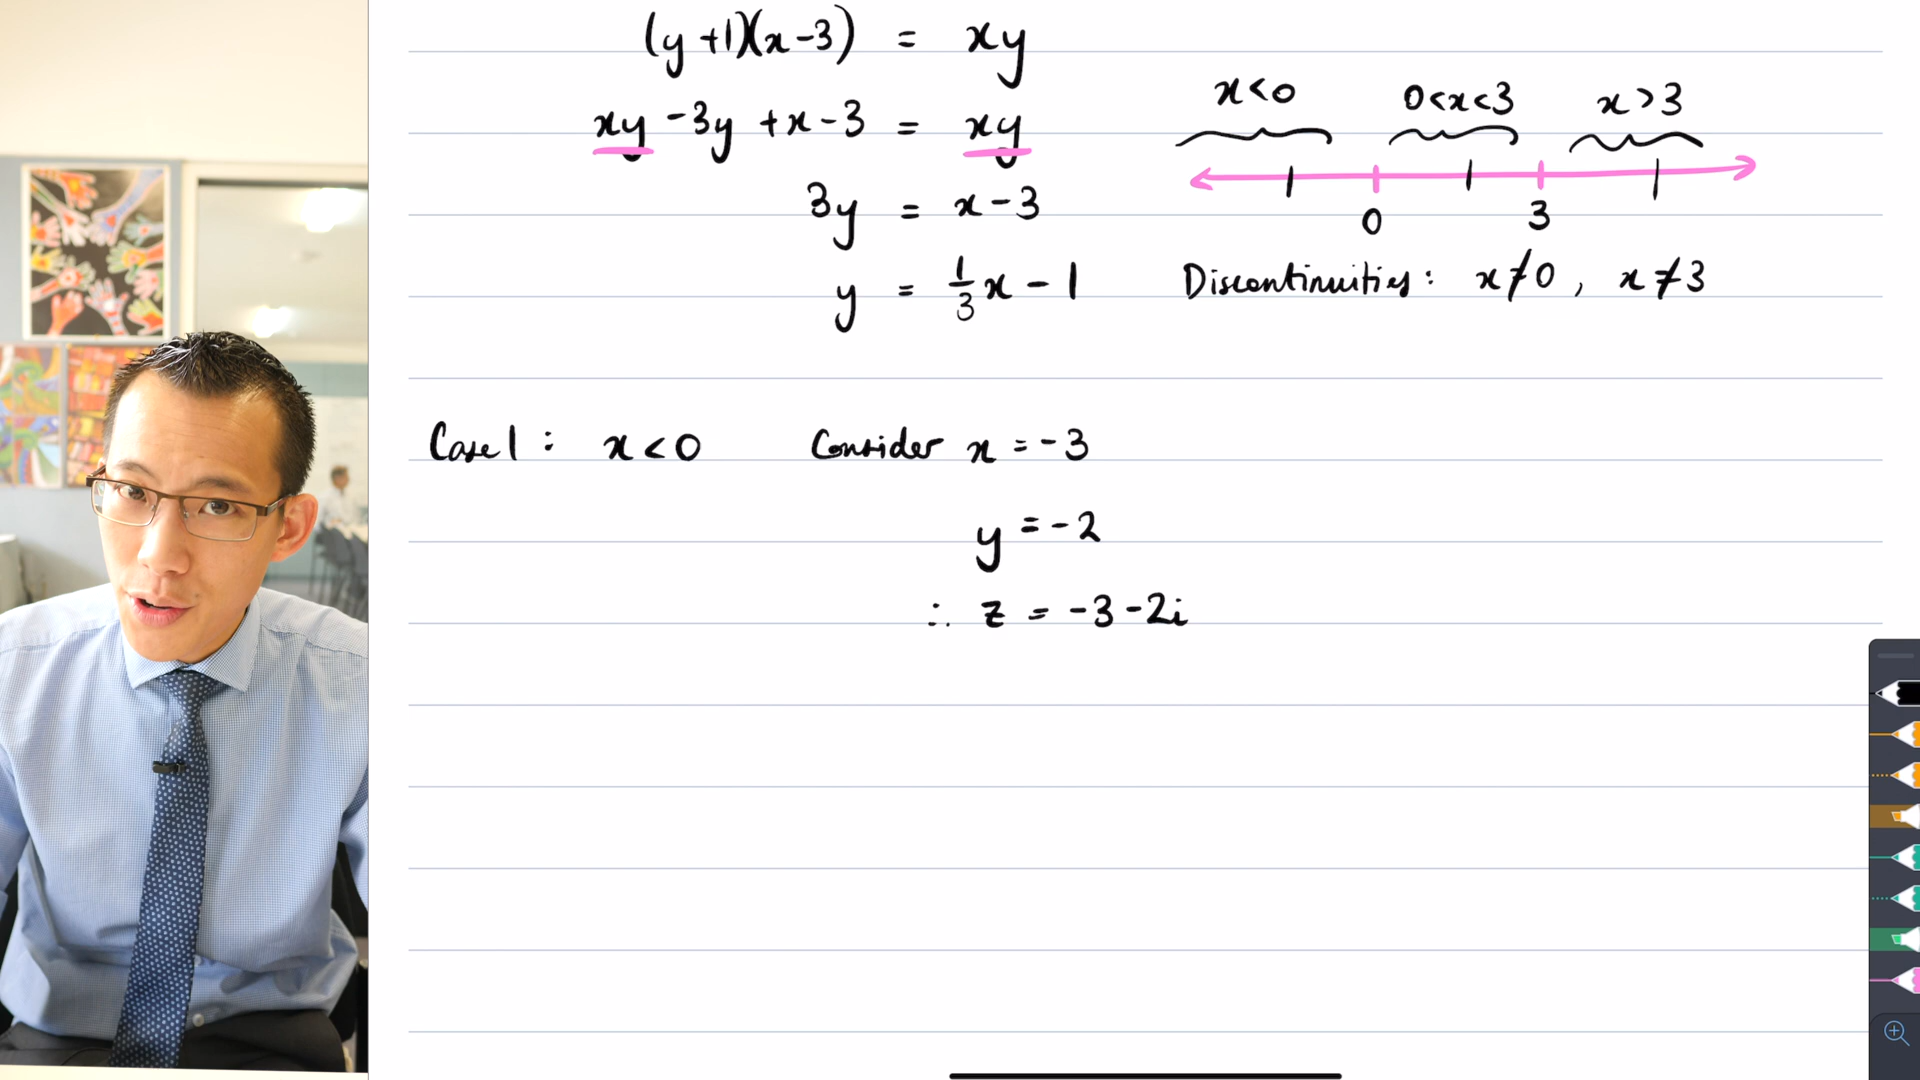 (y+1)(x-3) = xy
xy -3y +x-3 = xy
3y = x-3
y = 1/3 x - 1
x<0 0<x<3 x>3
0 3
Discontinuities: x≠0, x≠3
Case 1: x<0 Consider x = -3
y = -2
∴ z = -3-2i